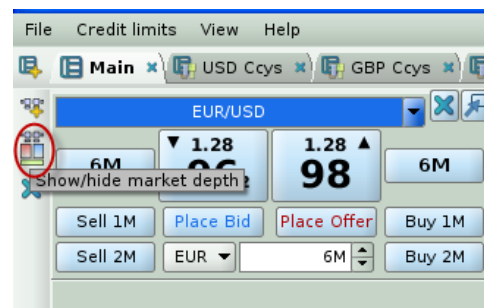 File Credit limits View Help
Main USD Ccys GBP Ccys
EUR/USD
1.28 1.28
6M 98 6M
Show/hide market depth
Sell 1M Place Bid Place Offer Buy 1M
Sell 2M EUR 6M Buy 2M